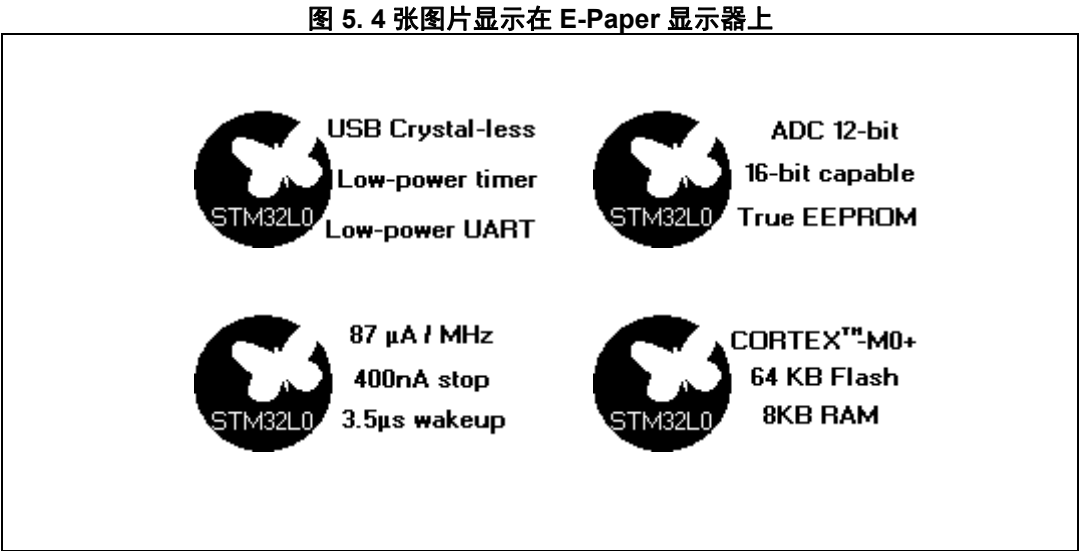 图 5. 4 张图片显示在 E-Paper 显示器上
USB Crystal-less
Low-power timer
STM32L0
Low-power UART
ADC 12-bit
16-bit capable
STM32L0
True EEPROM
87 µA / MHz
400nA stop
STM32L0
3.5µs wakeup
CORTEX™-M0+
64 KB Flash
8KB RAM
STM32L0